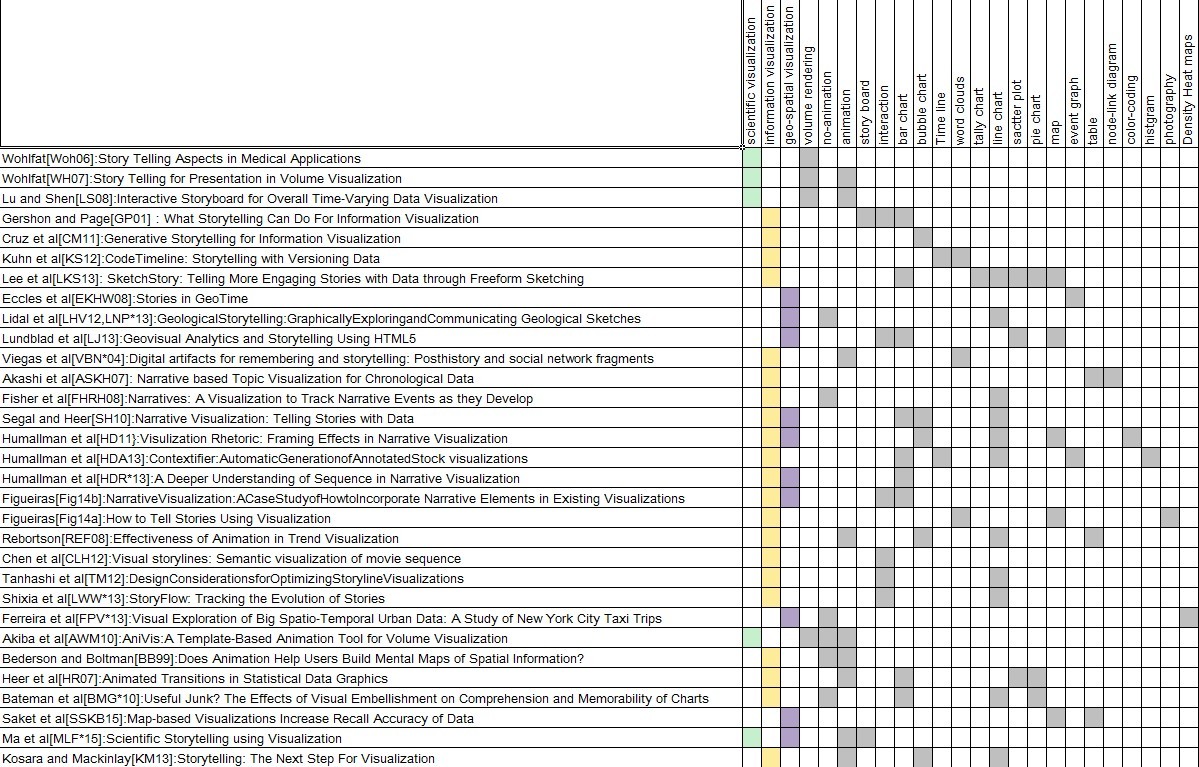 scientific visualization
information visualization
geo-spatial visualization
volume rendering
no-animation
animation
story board
interaction
bar chart
bubble chart
Time line
word clouds
tally chart
line chart
sactter plot
pie chart
map
event graph
table
node-link diagram
color-coding
histgram
photography
Density Heat maps
Wohlfat[Woh06]:Story Telling Aspects in Medical Applications
Wohlfat[WH07]:Story Telling for Presentation in Volume Visualization
Lu and Shen[LS08]:Interactive Storyboard for Overall Time-Varying Data Visualization
Gershon and Page[GP01] : What Storytelling Can Do For Information Visualization
Cruz et al[CM11]:Generative Storytelling for Information Visualization
Kuhn et al[KS12]:CodeTimeline: Storytelling with Versioning Data
Lee et al[LKS13]: SketchStory: Telling More Engaging Stories with Data through Freeform Sketching
Eccles et al[EKHW08]:Stories in GeoTime
Lidal et al[LHV12,LNP*13]:GeologicalStorytelling:GraphicallyExploringandCommunicating Geological Sketches
Lundblad et al[LJ13]:Geovisual Analytics and Storytelling Using HTML5
Viegas et al[VBN*04]:Digital artifacts for remembering and storytelling: Posthistory and social network fragments
Akashi et al[ASKH07]: Narrative based Topic Visualization for Chronological Data
Fisher et al[FHRH08]:Narratives: A Visualization to Track Narrative Events as they Develop
Segal and Heer[SH10]:Narrative Visualization: Telling Stories with Data
Humallman et al[HD11}:Visulization Rhetoric: Framing Effects in Narrative Visualization
Humallman et al[HDA13]:Contextifier:AutomaticGenerationofAnnotatedStock visualizations
Humallman et al[HDR*13]:A Deeper Understanding of Sequence in Narrative Visualization
Figueiras[Fig14b]:NarrativeVisualization:ACaseStudyofHowtoIncorporate Narrative Elements in Existing Visualizations
Figueiras[Fig14a]:How to Tell Stories Using Visualization
Rebortson[REF08]:Effectiveness of Animation in Trend Visualization
Chen et al[CLH12]:Visual storylines: Semantic visualization of movie sequence
Tanhashi et al[TM12]:DesignConsiderationsforOptimizingStorylineVisualizations
Shixia et al[LWW*13]:StoryFlow: Tracking the Evolution of Stories
Ferreira et al[FPV*13]:Visual Exploration of Big Spatio-Temporal Urban Data: A Study of New York City Taxi Trips
Akiba et al[AWM10]:AniVis:A Template-Based Animation Tool for Volume Visualization
Bederson and Boltman[BB99]:Does Animation Help Users Build Mental Maps of Spatial Information?
Heer et al[HR07]:Animated Transitions in Statistical Data Graphics
Bateman et al[BMG*10]:Useful Junk? The Effects of Visual Embellishment on Comprehension and Memorability of Charts
Saket et al[SSKB15]:Map-based Visualizations Increase Recall Accuracy of Data
Ma et al[MLF*15]:Scientific Storytelling using Visualization
Kosara and Mackinlay[KM13]:Storytelling: The Next Step For Visualization